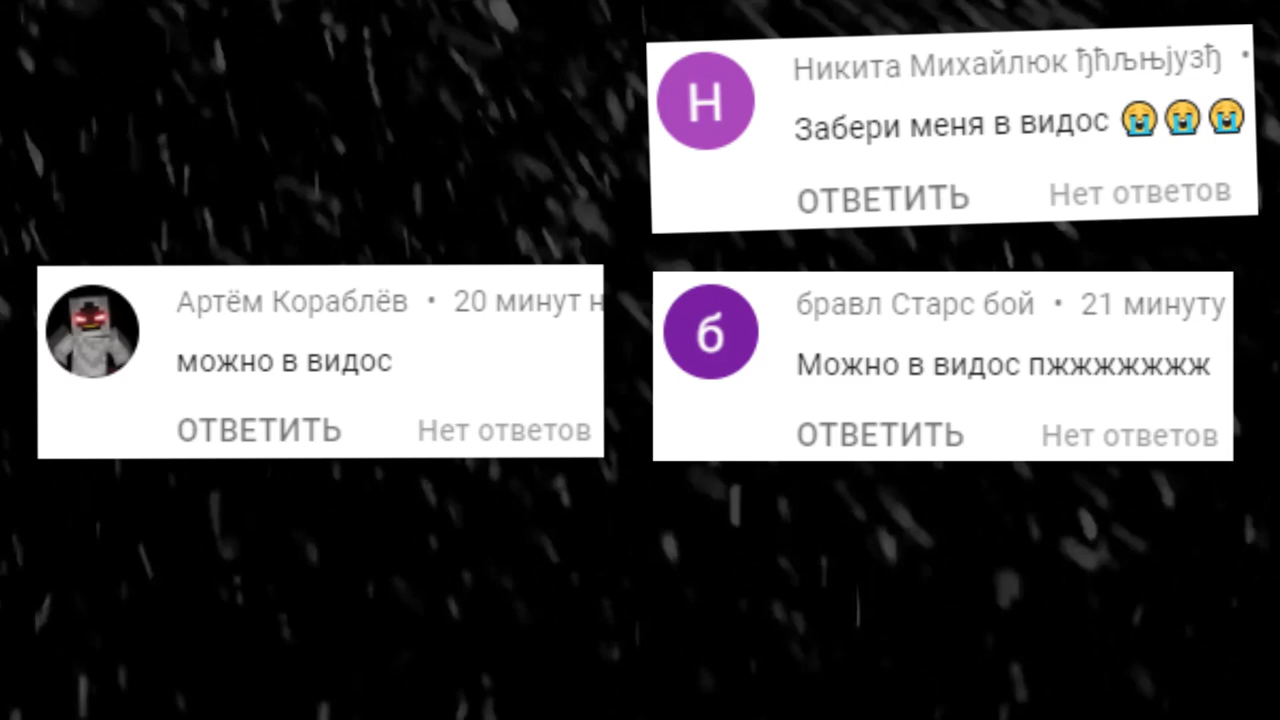 Никита Михайлюк ђћљњјузђ •
Забери меня в видос 😭😭😭
ОТВЕТИТЬ Нет ответов
Артём Кораблёв • 20 минут н
можно в видос
ОТВЕТИТЬ Нет ответов
б
бравл Старс бой • 21 минуту
Можно в видос пжжжжжжж
ОТВЕТИТЬ Нет ответов
Н